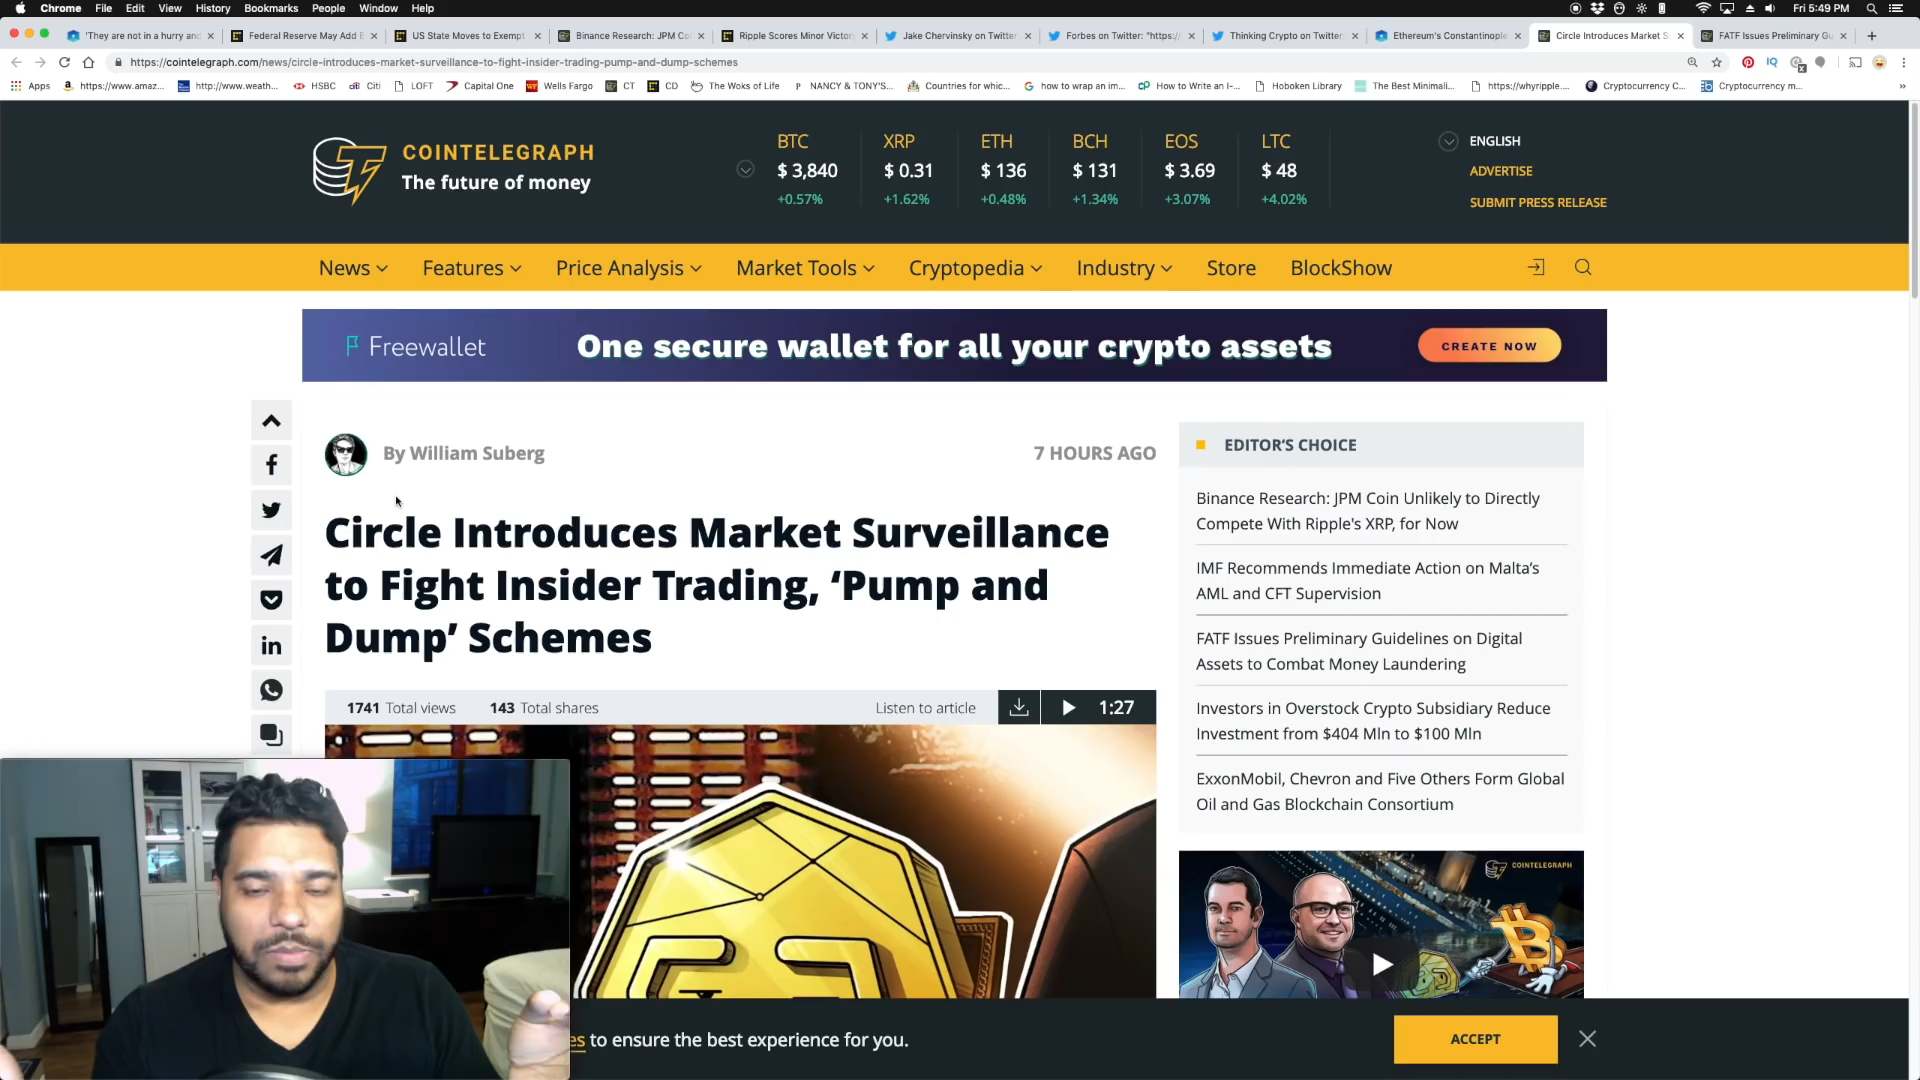 Chrome File Edit View History Bookmarks People Window Help Fri 5:49 PM
'They are not in a hurry and
Federal Reserve May Add B
US State Moves to Exempt
Binance Research: JPM Co
Ripple Scores Minor Victory
Jake Chervinsky on Twitter
Forbes on Twitter: "https:/
Thinking Crypto on Twitter
Ethereum's Constantinople
Circle Introduces Market S
FATF Issues Preliminary Gu
https://cointelegraph.com/news/circle-introduces-market-surveillance-to-fight-insider-trading-pump-and-dump-schemes
Apps https://www.amaz... http://www.weath... HSBC Citi LOFT Capital One Wells Fargo CT CD The Woks of Life NANCY & TONY'S... Countries for whic... how to wrap an im... How to Write an I-... Hoboken Library The Best Minimali... https://whyripple.... Cryptocurrency C... Cryptocurrency m...
COINTELEGRAPH
The future of money
BTC XRP ETH BCH EOS LTC
$ 3,840 $ 0.31 $ 136 $ 131 $ 3.69 $ 48
+0.57% +1.62% +0.48% +1.34% +3.07% +4.02%
ENGLISH
ADVERTISE
SUBMIT PRESS RELEASE
News Features Price Analysis Market Tools Cryptopedia Industry Store BlockShow
Freewallet One secure wallet for all your crypto assets CREATE NOW
By William Suberg 7 HOURS AGO
Circle Introduces Market Surveillance
to Fight Insider Trading, ‘Pump and
Dump’ Schemes
1741 Total views 143 Total shares Listen to article 1:27
EDITOR’S CHOICE
Binance Research: JPM Coin Unlikely to Directly
Compete With Ripple's XRP, for Now
IMF Recommends Immediate Action on Malta’s
AML and CFT Supervision
FATF Issues Preliminary Guidelines on Digital
Assets to Combat Money Laundering
Investors in Overstock Crypto Subsidiary Reduce
Investment from $404 Mln to $100 Mln
ExxonMobil, Chevron and Five Others Form Global
Oil and Gas Blockchain Consortium
COINTELEGRAPH
es to ensure the best experience for you.
ACCEPT